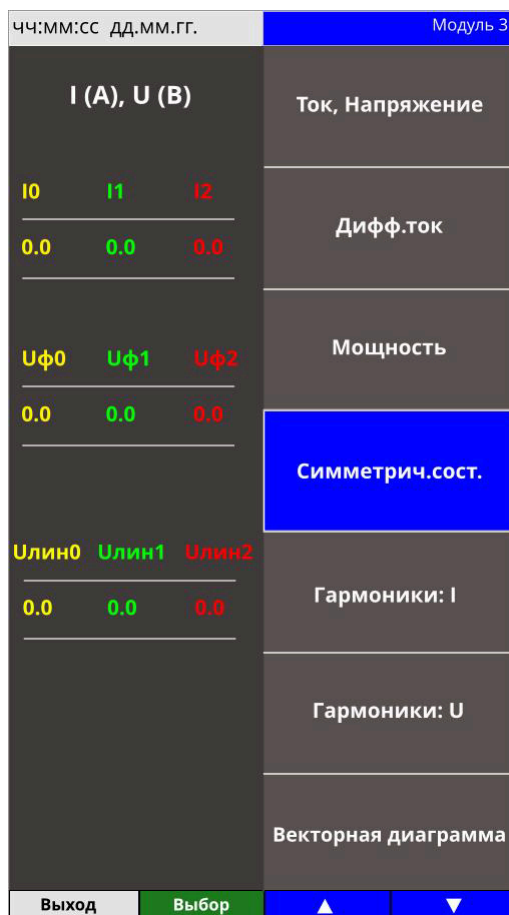 чч:мм:сс дд.мм.гг.
Модуль 3
I (А), U (В)
I0 I1 I2
0.0 0.0 0.0
Uф0 Uф1 Uф2
0.0 0.0 0.0
Uлин0 Uлин1 Uлин2
0.0 0.0 0.0
Ток, Напряжение
Дифф.ток
Мощность
Симметрич.сост.
Гармоники: I
Гармоники: U
Векторная диаграмма
Выход Выбор ▲ ▼